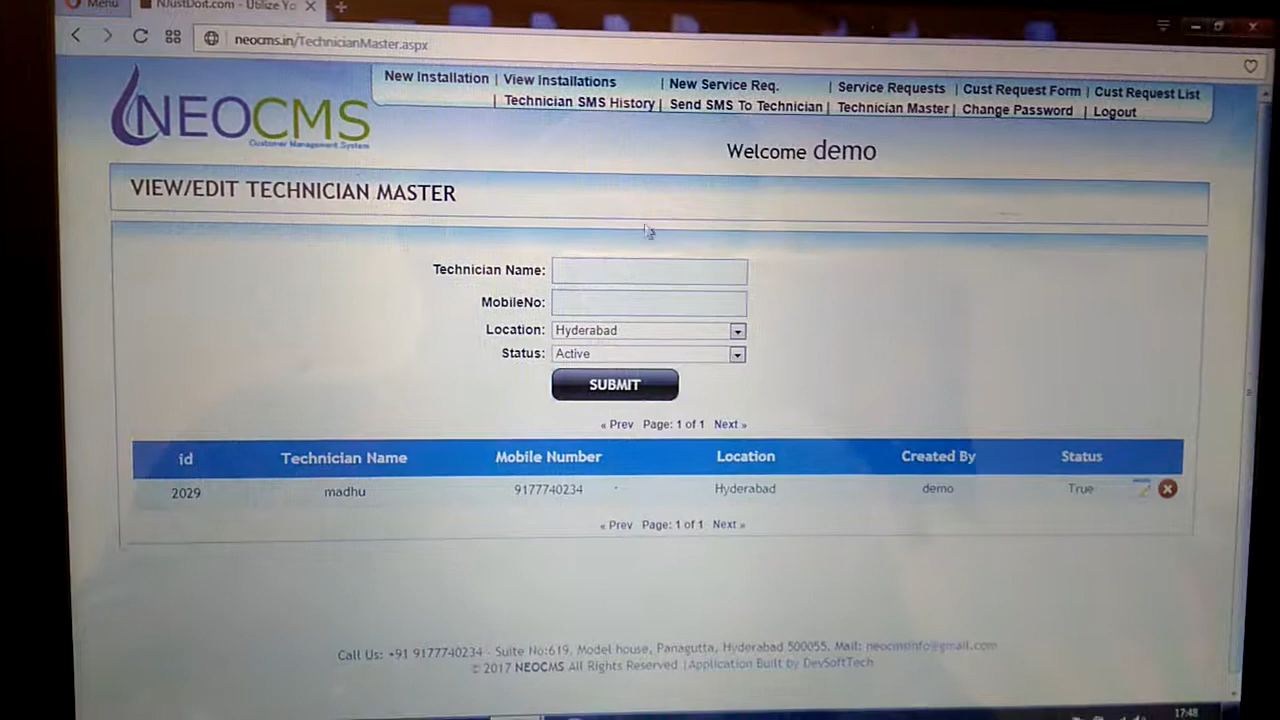 Menu
NJustDoit.com - Utilize Yo
neocms.in/TechnicianMaster.aspx
NEOCMS
Customer Management System
New Installation | View Installations | New Service Req. | Service Requests | Cust Request Form | Cust Request List
| Technician SMS History | Send SMS To Technician | Technician Master | Change Password | Logout
Welcome demo
VIEW/EDIT TECHNICIAN MASTER
Technician Name:
MobileNo:
Location: Hyderabad
Status: Active
SUBMIT
« Prev Page: 1 of 1 Next »
id Technician Name Mobile Number Location Created By Status
2029 madhu 9177740234 Hyderabad demo True
« Prev Page: 1 of 1 Next »
Call Us: +91 9177740234 - Suite No:619, Model house, Panagutta, Hyderabad 500055, Mail: neocmsinfo@gmail.com
© 2017 NEOCMS All Rights Reserved |Application Built by DevSoftTech
17:48